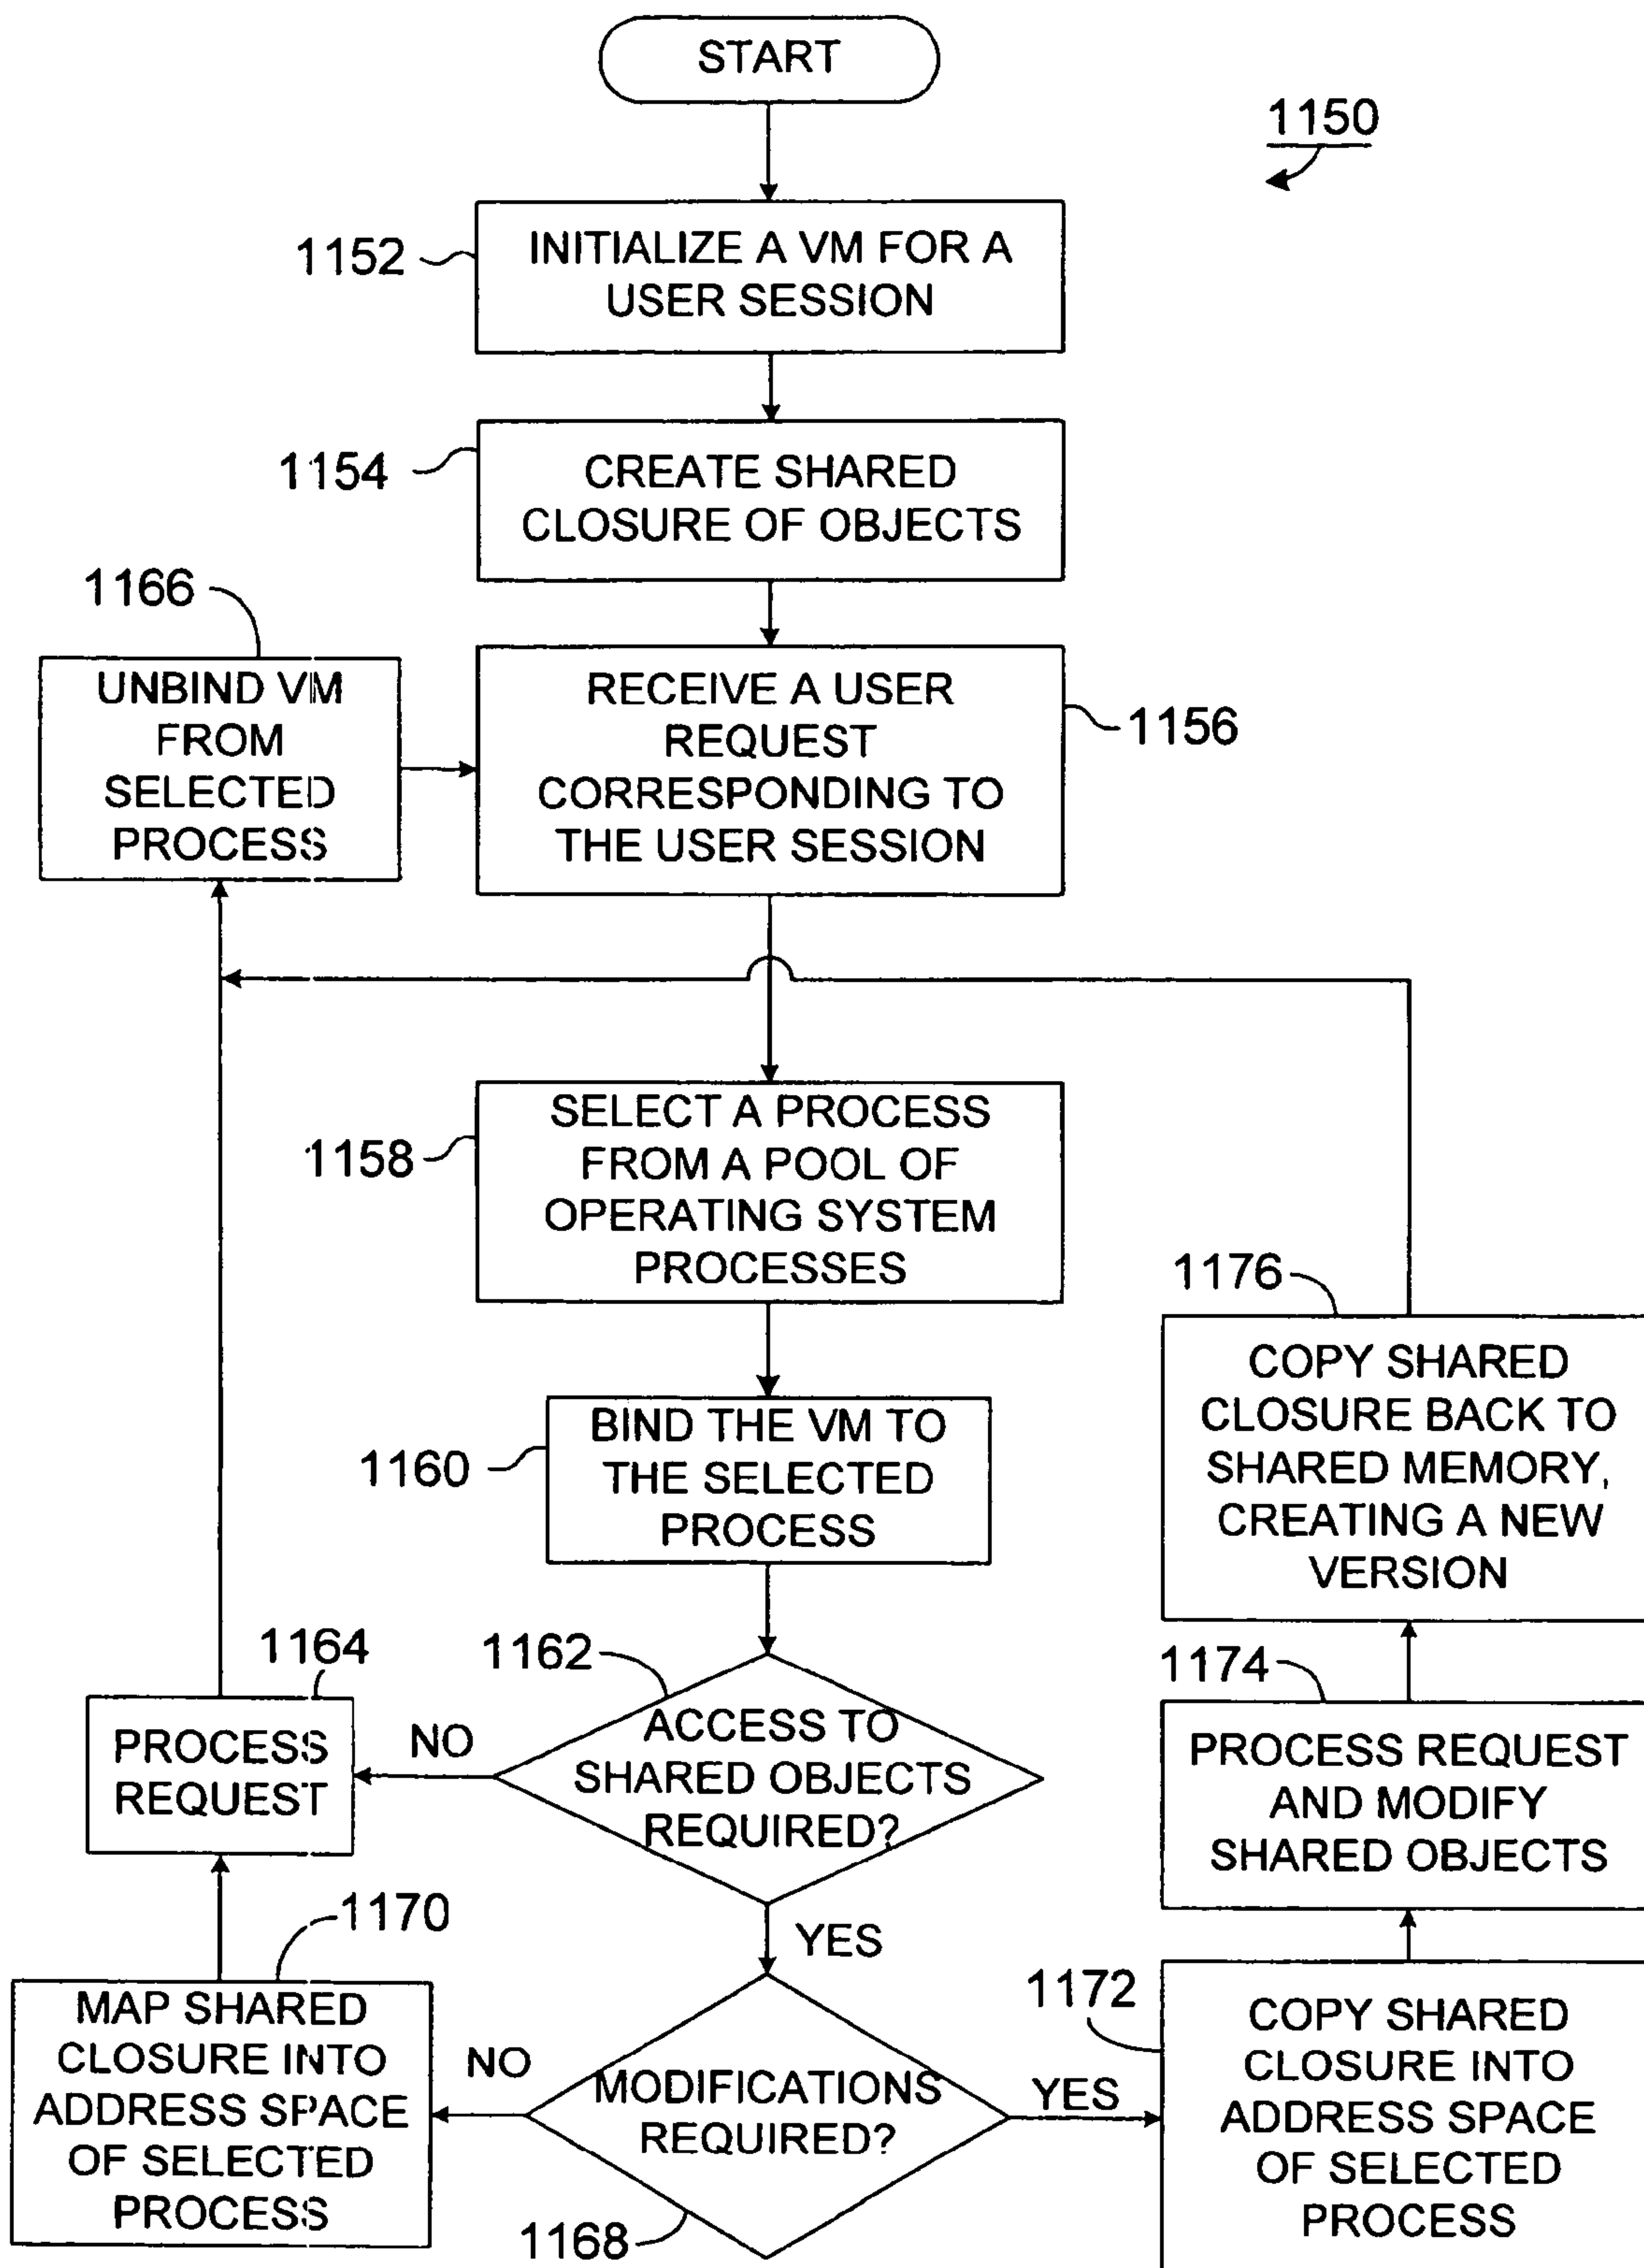 START
1150
1152
INITIALIZE A VM FOR A
USER SESSION
1154
CREATE SHARED
CLOSURE OF OBJECTS
1166
UNBIND VM
FROM
SELECTED
PROCESS
RECEIVE A USER
REQUEST
CORRESPONDING TO
THE USER SESSION
1156
1158
SELECT A PROCESS
FROM A POOL OF
OPERATING SYSTEM
PROCESSES
1160
BIND THE VM TO
THE SELECTED
PROCESS
1176
COPY SHARED
CLOSURE BACK TO
SHARED MEMORY,
CREATING A NEW
VERSION
1164
PROCESS
REQUEST
NO
1162
ACCESS TO
SHARED OBJECTS
REQUIRED?
YES
1174
PROCESS REQUEST
AND MODIFY
SHARED OBJECTS
1170
MAP SHARED
CLOSURE INTO
ADDRESS SPACE
OF SELECTED
PROCESS
NO
MODIFICATIONS
REQUIRED?
1168
YES
1172
COPY SHARED
CLOSURE INTO
ADDRESS SPACE
OF SELECTED
PROCESS